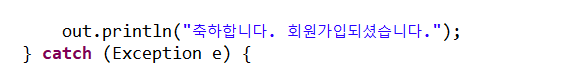 out.println("축하합니다. 회원가입되셨습니다.");
} catch (Exception e) {